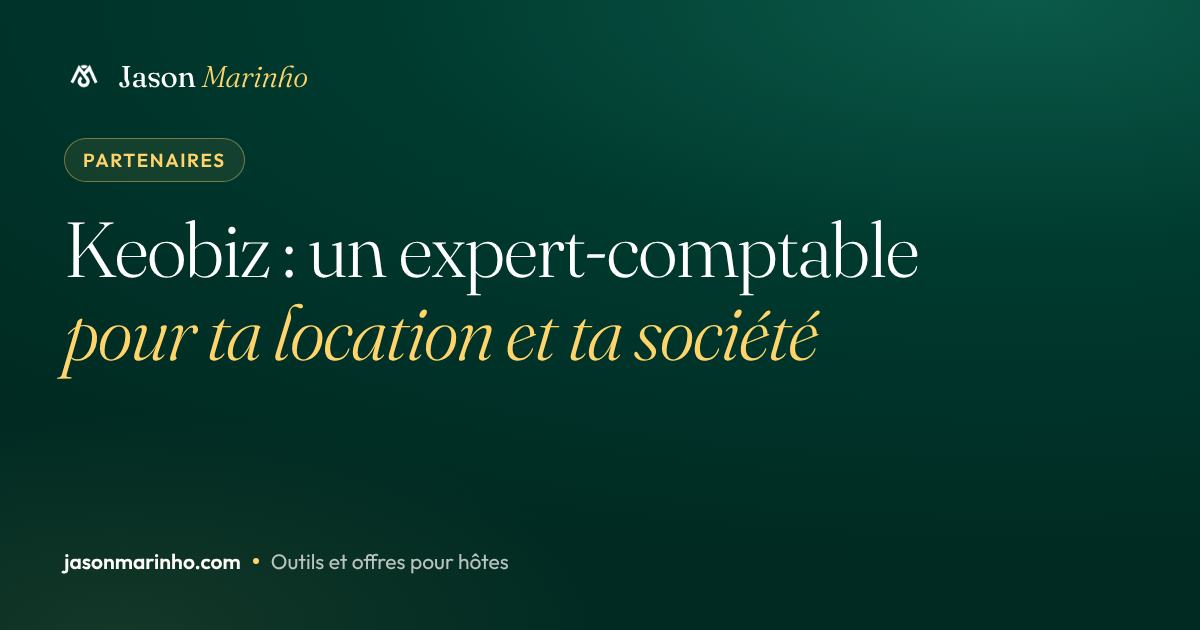 Jason Marinho
PARTENAIRES
Keobiz : un expert-comptable
pour ta location et ta société
jasonmarinho.com • Outils et offres pour hôtes